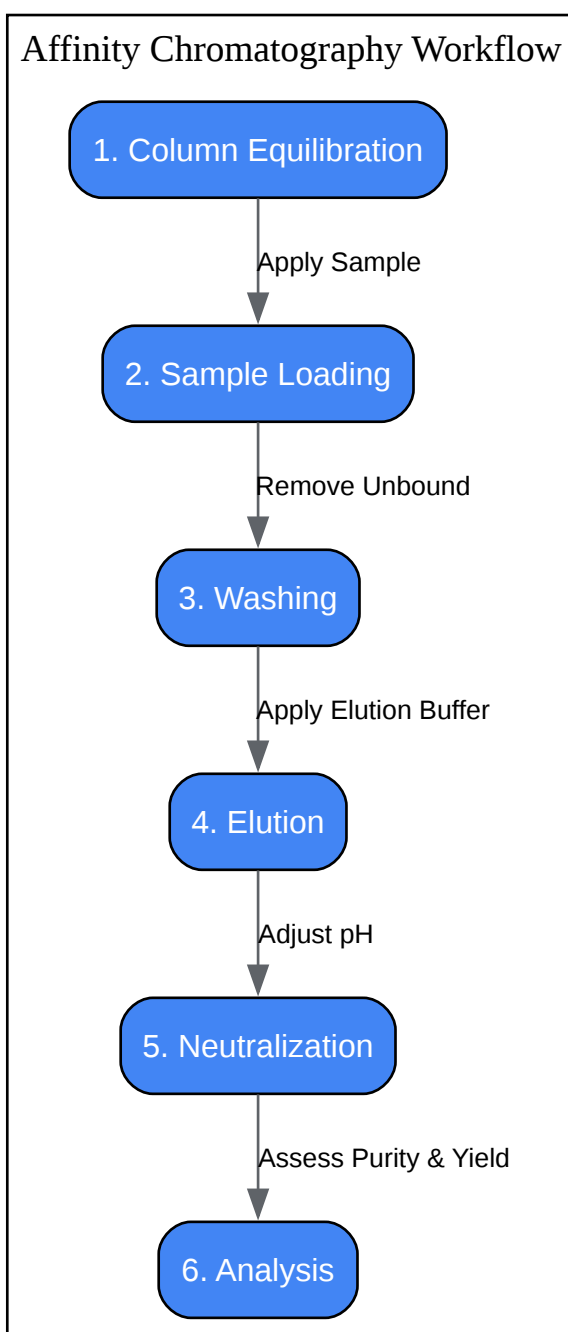 Affinity Chromatography Workflow
1. Column Equilibration
Apply Sample
2. Sample Loading
Remove Unbound
3. Washing
Apply Elution Buffer
4. Elution
Adjust pH
5. Neutralization
Assess Purity & Yield
6. Analysis